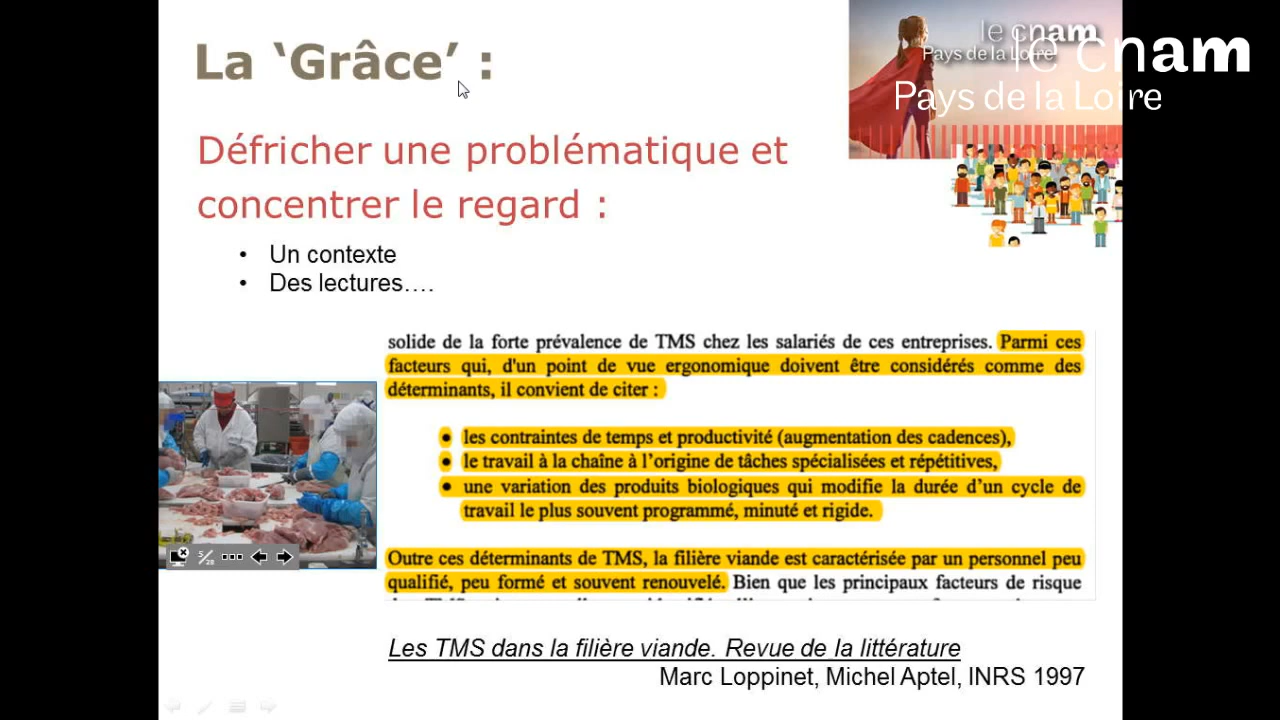 La ‘Grâce’ :
le cnam
Pays de la Loire
le cnam
Pays de la Loire
Défricher une problématique et
concentrer le regard :
• Un contexte
• Des lectures….
solide de la forte prévalence de TMS chez les salariés de ces entreprises. Parmi ces
facteurs qui, d'un point de vue ergonomique doivent être considérés comme des
déterminants, il convient de citer :
• les contraintes de temps et productivité (augmentation des cadences),
• le travail à la chaîne à l’origine de tâches spécialisées et répétitives,
• une variation des produits biologiques qui modifie la durée d’un cycle de
travail le plus souvent programmé, minuté et rigide.
Outre ces déterminants de TMS, la filière viande est caractérisée par un personnel peu
qualifié, peu formé et souvent renouvelé. Bien que les principaux facteurs de risque
5/28
Les TMS dans la filière viande. Revue de la littérature
Marc Loppinet, Michel Aptel, INRS 1997